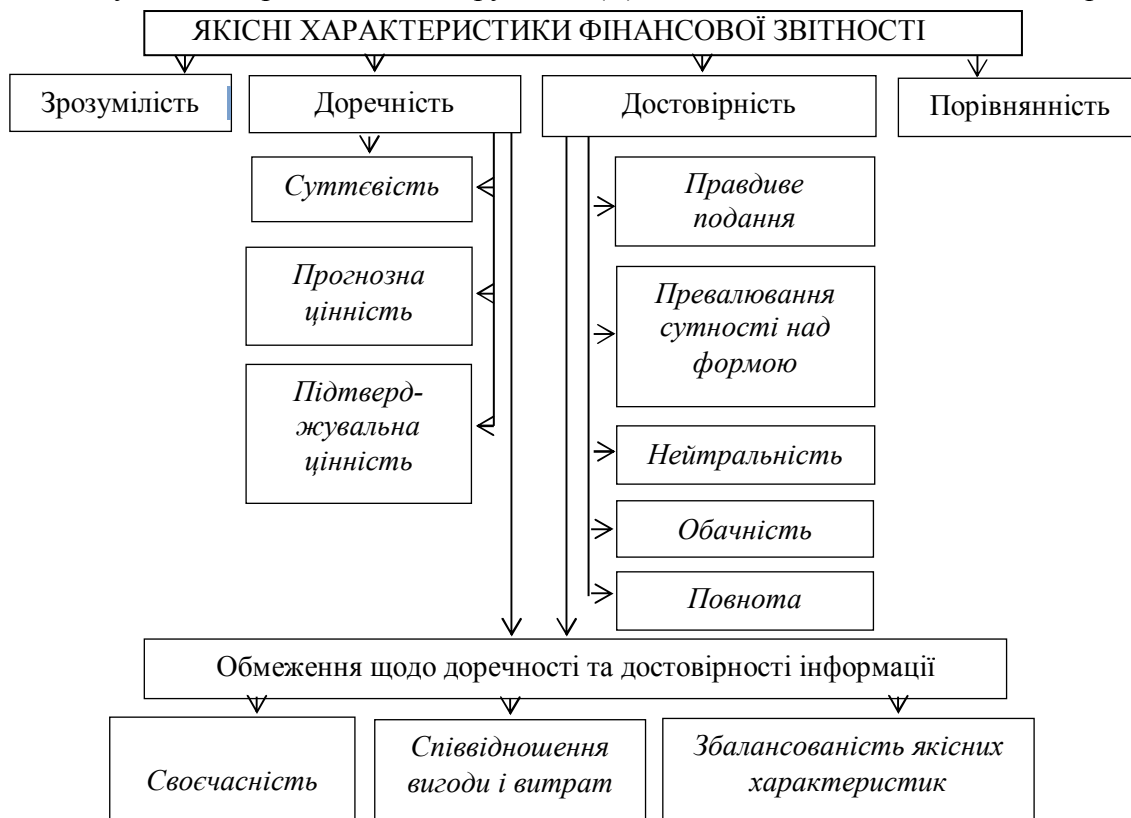 ЯКІСНІ ХАРАКТЕРИСТИКИ ФІНАНСОВОЇ ЗВІТНОСТІ
Зрозумілість
Доречність
Достовірність
Порівнянність
Суттєвість
Прогнозна
цінність
Підтверд-
жувальна
цінність
Правдиве
подання
Превалювання
сутності над
формою
Нейтральність
Обачність
Повнота
Обмеження щодо доречності та достовірності інформації
Своєчасність
Співвідношення
вигоди і витрат
Збалансованість якісних
характеристик